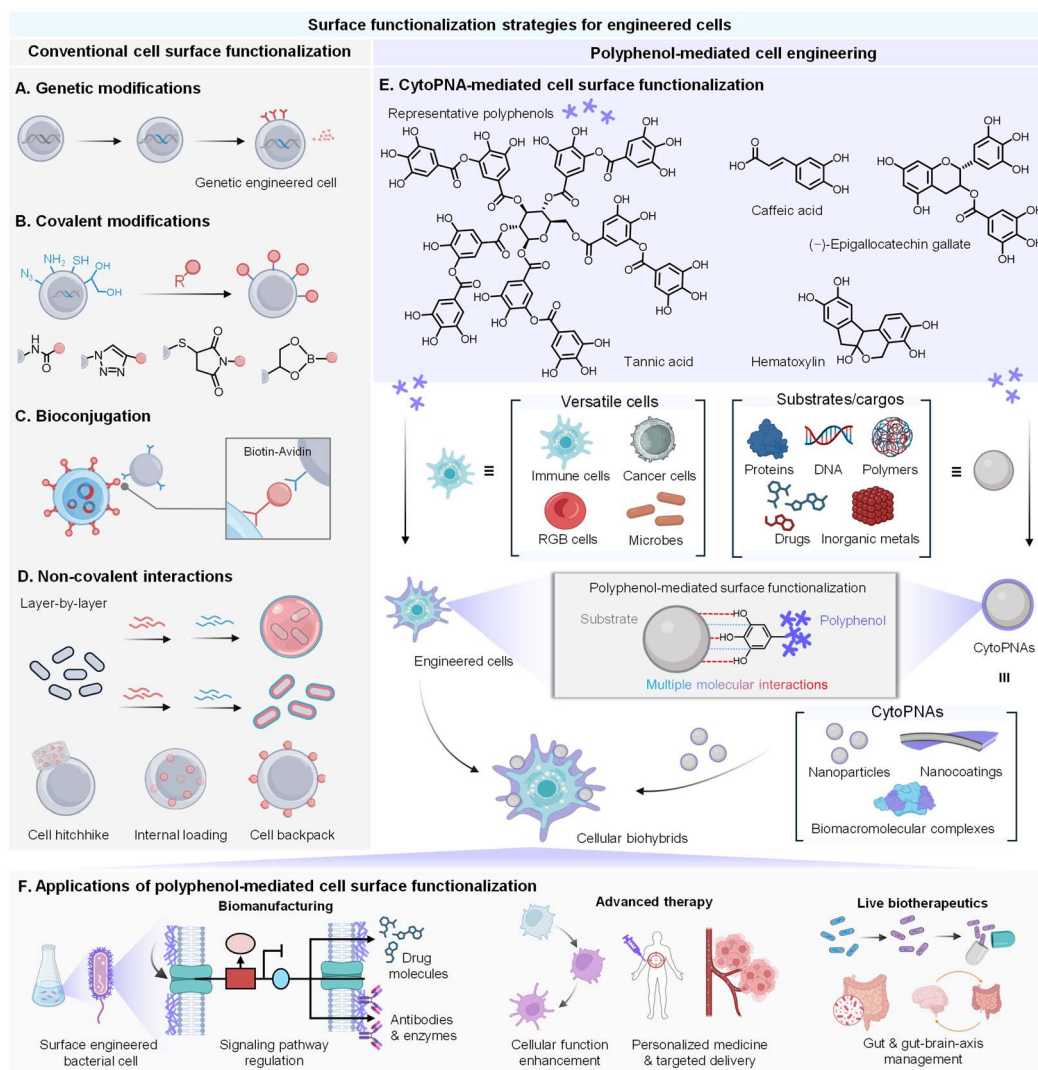 Surface functionalization strategies for engineered cells
Conventional cell surface functionalization
Polyphenol-mediated cell engineering
A. Genetic modifications
Genetic engineered cell
B. Covalent modifications
N3
NH2
SH
OH
OH
R
H
N
O
N
N=N
S
O
N
O
O
B
O
C. Bioconjugation
Biotin-Avidin
D. Non-covalent interactions
Layer-by-layer
Cell hitchhike
Internal loading
Cell backpack
E. CytoPNA-mediated cell surface functionalization
Representative polyphenols
Tannic acid
Caffeic acid
(−)-Epigallocatechin gallate
Hematoxylin
Versatile cells
Immune cells
Cancer cells
RGB cells
Microbes
Substrates/cargos
Proteins
DNA
Polymers
Drugs
Inorganic metals
Engineered cells
Polyphenol-mediated surface functionalization
Substrate
HO
HO
HO
Polyphenol
Multiple molecular interactions
CytoPNAs
CytoPNAs
Nanoparticles
Nanocoatings
Biomacromolecular complexes
Cellular biohybrids
F. Applications of polyphenol-mediated cell surface functionalization
Biomanufacturing
Surface engineered
bacterial cell
Signaling pathway
regulation
Drug
molecules
Antibodies
& enzymes
Advanced therapy
Cellular function
enhancement
Personalized medicine
& targeted delivery
Live biotherapeutics
Gut & gut-brain-axis
management